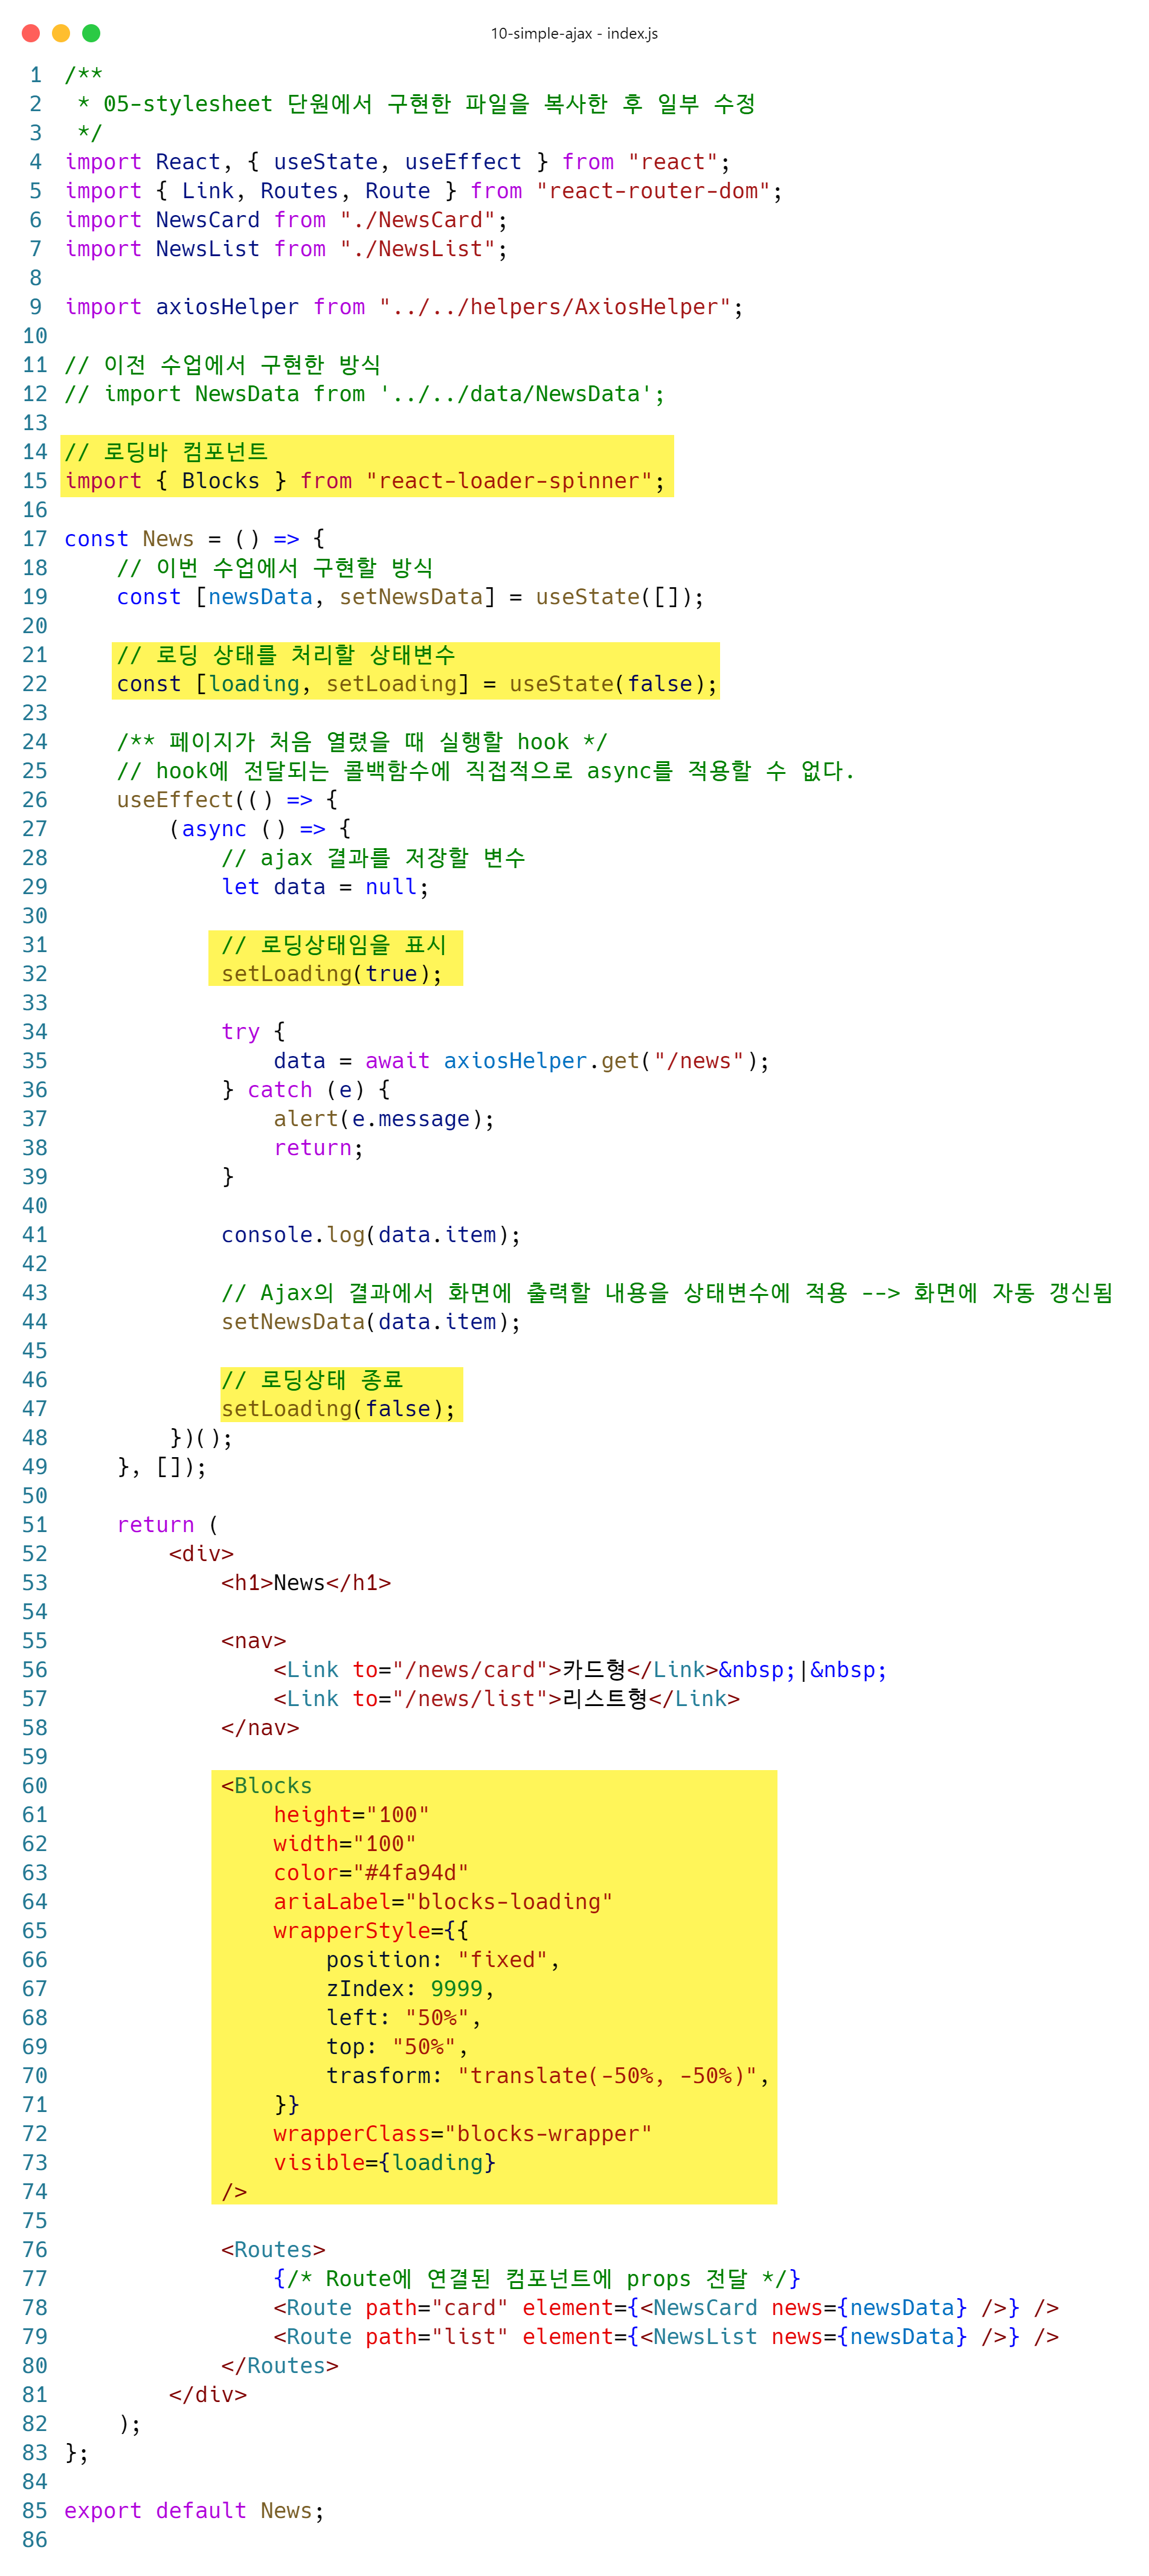 10-simple-ajax - index.js
1 /**
2  * 05-stylesheet 단원에서 구현한 파일을 복사한 후 일부 수정
3  */
4 import React, { useState, useEffect } from "react";
5 import { Link, Routes, Route } from "react-router-dom";
6 import NewsCard from "./NewsCard";
7 import NewsList from "./NewsList";
8
9 import axiosHelper from "../../helpers/AxiosHelper";
10
11 // 이전 수업에서 구현한 방식
12 // import NewsData from '../../data/NewsData';
13
14 // 로딩바 컴포넌트
15 import { Blocks } from "react-loader-spinner";
16
17 const News = () => {
18     // 이번 수업에서 구현할 방식
19     const [newsData, setNewsData] = useState([]);
20
21     // 로딩 상태를 처리할 상태변수
22     const [loading, setLoading] = useState(false);
23
24     /** 페이지가 처음 열렸을 때 실행할 hook */
25     // hook에 전달되는 콜백함수에 직접적으로 async를 적용할 수 없다.
26     useEffect(() => {
27         (async () => {
28             // ajax 결과를 저장할 변수
29             let data = null;
30
31             // 로딩상태임을 표시
32             setLoading(true);
33
34             try {
35                 data = await axiosHelper.get("/news");
36             } catch (e) {
37                 alert(e.message);
38                 return;
39             }
40
41             console.log(data.item);
42
43             // Ajax의 결과에서 화면에 출력할 내용을 상태변수에 적용 --> 화면에 자동 갱신됨
44             setNewsData(data.item);
45
46             // 로딩상태 종료
47             setLoading(false);
48         })();
49     }, []);
50
51     return (
52         <div>
53             <h1>News</h1>
54
55             <nav>
56                 <Link to="/news/card">카드형</Link>&nbsp;|&nbsp;
57                 <Link to="/news/list">리스트형</Link>
58             </nav>
59
60             <Blocks
61                 height="100"
62                 width="100"
63                 color="#4fa94d"
64                 ariaLabel="blocks-loading"
65                 wrapperStyle={{
66                     position: "fixed",
67                     zIndex: 9999,
68                     left: "50%",
69                     top: "50%",
70                     trasform: "translate(-50%, -50%)",
71                 }}
72                 wrapperClass="blocks-wrapper"
73                 visible={loading}
74             />
75
76             <Routes>
77                 {/* Route에 연결된 컴포넌트에 props 전달 */}
78                 <Route path="card" element={<NewsCard news={newsData} />} />
79                 <Route path="list" element={<NewsList news={newsData} />} />
80             </Routes>
81         </div>
82     );
83 };
84
85 export default News;
86